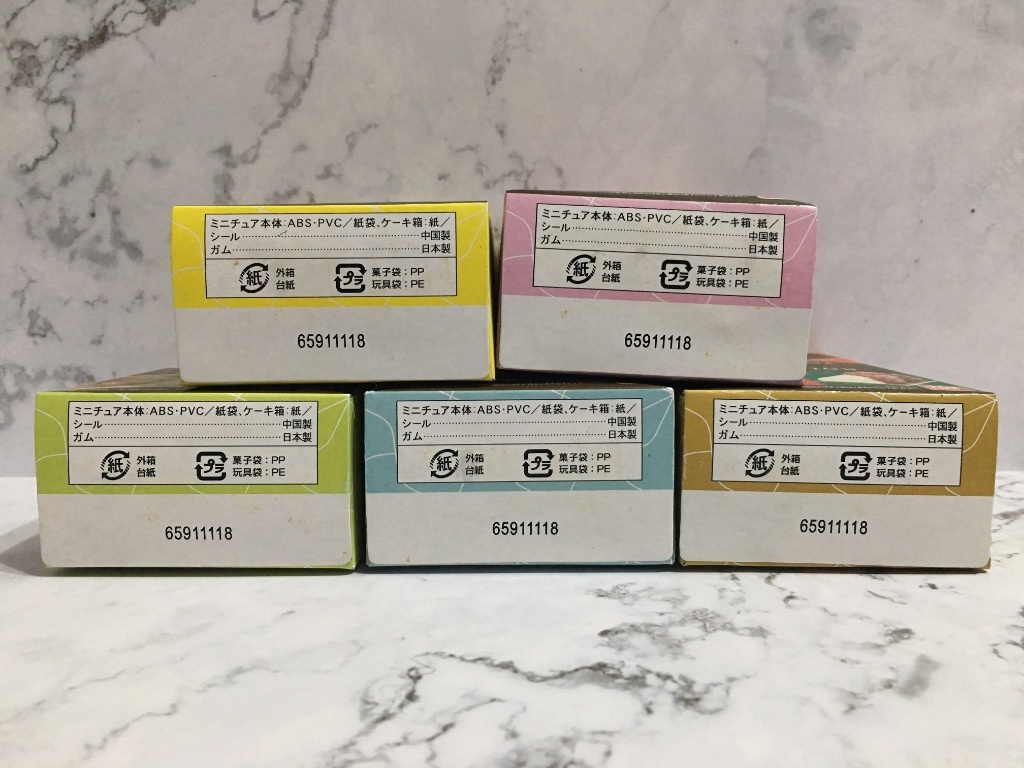 ミニチュア本体:ABS・PVC/紙袋、ケーキ箱:紙/
シール……中国製
ガム……日本製
紙 外箱 プラ 菓子袋:PP
台紙 玩具袋:PE
65911118
ミニチュア本体:ABS・PVC/紙袋、ケーキ箱:紙/
シール……中国製
ガム……日本製
紙 外箱 プラ 菓子袋:PP
台紙 玩具袋:PE
65911118
ミニチュア本体:ABS・PVC/紙袋、ケーキ箱:紙/
シール……中国製
ガム……日本製
紙 外箱 プラ 菓子袋:PP
台紙 玩具袋:PE
65911118
ミニチュア本体:ABS・PVC/紙袋、ケーキ箱:紙/
シール……中国製
ガム……日本製
紙 外箱 プラ 菓子袋:PP
台紙 玩具袋:PE
65911118
ミニチュア本体:ABS・PVC/紙袋、ケーキ箱:紙/
シール……中国製
ガム……日本製
紙 外箱 プラ 菓子袋:PP
台紙 玩具袋:PE
65911118